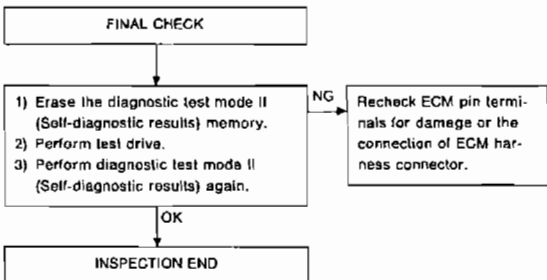 FINAL CHECK
1) Erase the diagnostic test mode II
(Self-diagnostic results) memory.
2) Perform test drive.
3) Perform diagnostic test mode II
(Self-diagnostic results) again.
NG
Recheck ECM pin termi-
nals for damage or the
connection of ECM har-
ness connector.
OK
INSPECTION END